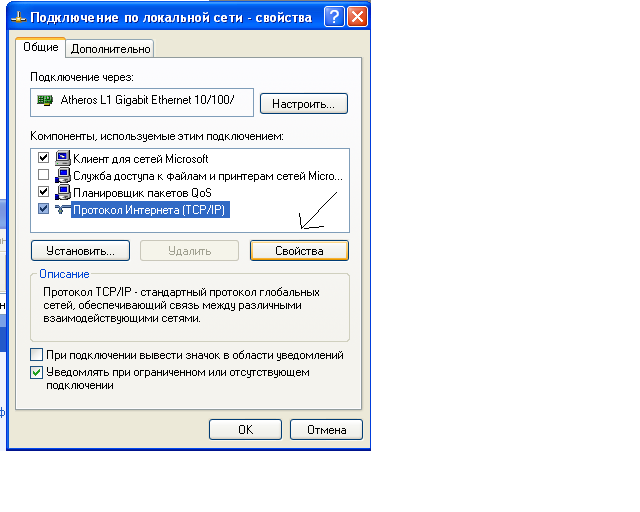 Подключение по локальной сети - свойства
Общие
Дополнительно
Подключение через:
Atheros L1 Gigabit Ethernet 10/100/
Настроить...
Компоненты, используемые этим подключением:
Клиент для сетей Microsoft
Служба доступа к файлам и принтерам сетей Micro...
Планировщик пакетов QoS
Протокол Интернета (TCP/IP)
Установить...
Удалить
Свойства
Описание
Протокол TCP/IP - стандартный протокол глобальных
сетей, обеспечивающий связь между различными
взаимодействующими сетями.
При подключении вывести значок в области уведомлений
Уведомлять при ограниченном или отсутствующем
подключении
OK
Отмена